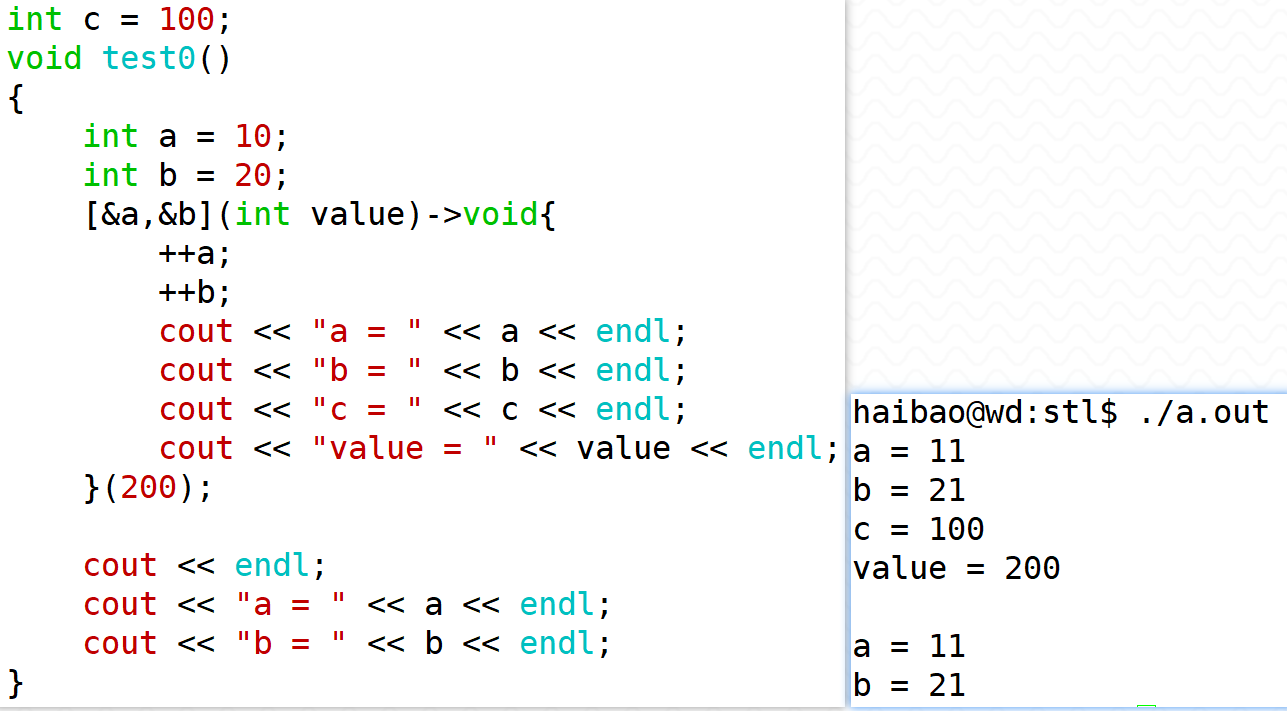 int c = 100;
void test0()
{
    int a = 10;
    int b = 20;
    [&a,&b](int value)->void{
        ++a;
        ++b;
        cout << "a = " << a << endl;
        cout << "b = " << b << endl;
        cout << "c = " << c << endl;
        cout << "value = " << value << endl;
    }(200);

    cout << endl;
    cout << "a = " << a << endl;
    cout << "b = " << b << endl;
}
haibao@wd:stl$ ./a.out
a = 11
b = 21
c = 100
value = 200

a = 11
b = 21